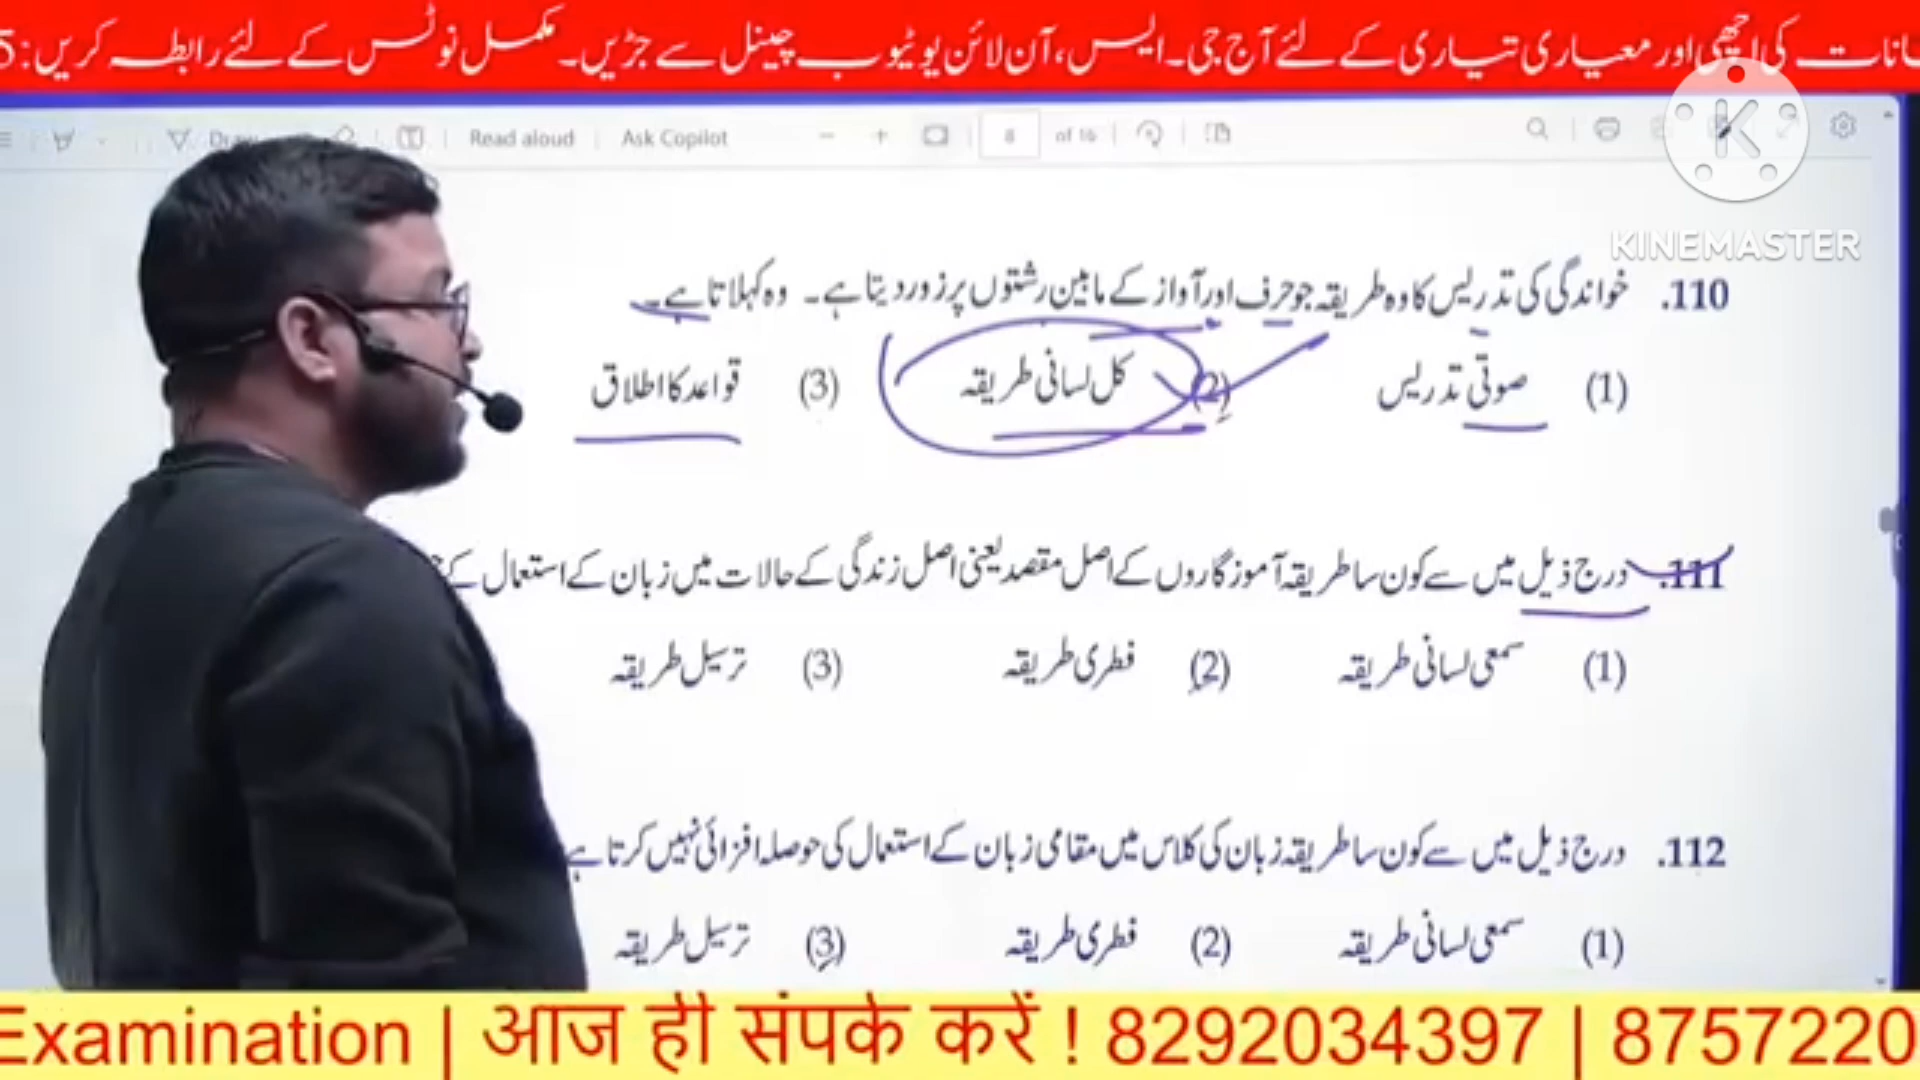 کی اچھی اور معیاری تیاری کے لئے آج جی۔ ایس، آن لائن یوٹیوب چینل سے جڑیں۔ مکمل نوٹس کے لئے رابطہ کریں: 5
Draw Read aloud Ask Copilot 8 of 16
KINEMASTER
110. خواندگی کی تدریس کا وہ طریقہ جو حرف اور آواز کے مابین رشتوں پر زور دیتا ہے۔ وہ کہلاتا ہے۔
(1) صوتی تدریس (2) کل لسانی طریقہ (3) قواعد کا اطلاق
111. درج ذیل میں سے کون سا طریقہ آموزگاروں کے اصل مقصد یعنی اصل زندگی کے حالات میں زبان کے استعمال کے
(1) سمعی لسانی طریقہ (2) فطری طریقہ (3) ترسیل طریقہ
112. درج ذیل میں سے کون سا طریقہ زبان کی کلاس میں مقامی زبان کے استعمال کی حوصلہ افزائی نہیں کرتا ہے
(1) سمعی لسانی طریقہ (2) فطری طریقہ (3) ترسیل طریقہ
Examination | आज ही संपर्क करें ! 8292034397 | 8757220